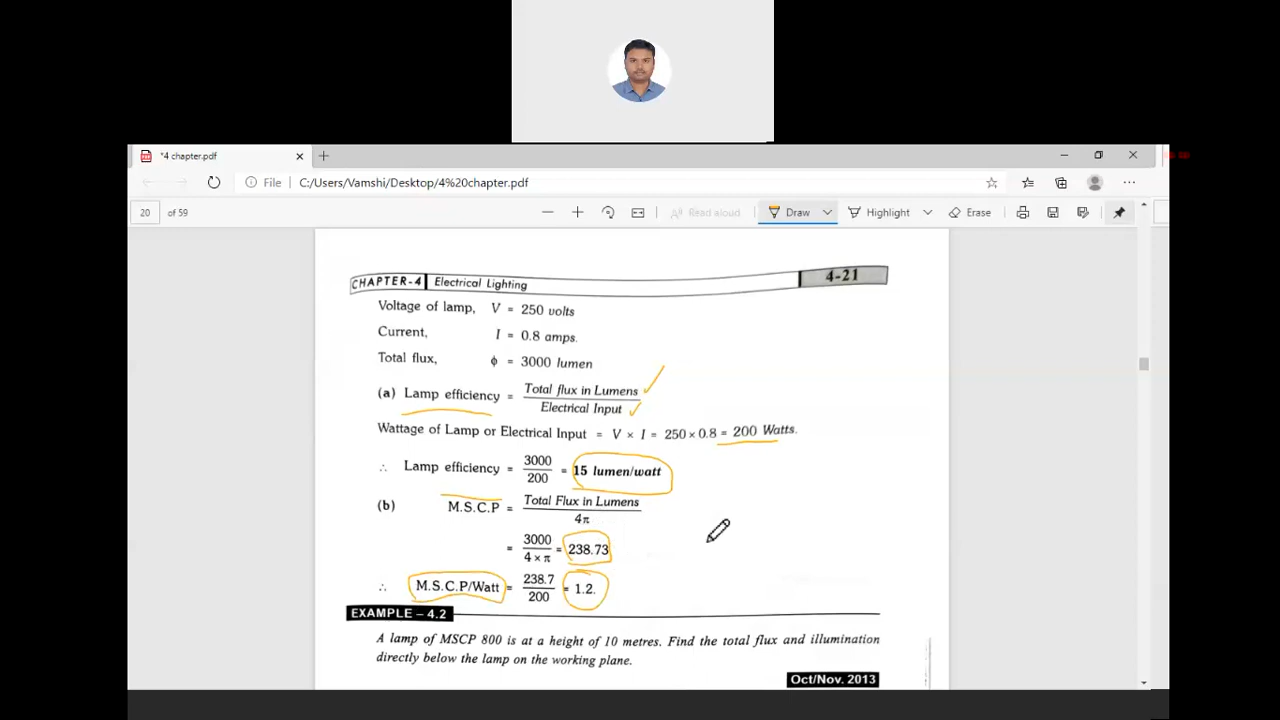 *4 chapter.pdf
File C:/Users/Vamshi/Desktop/4%20chapter.pdf
20 of 59 Read aloud Draw Highlight Erase
CHAPTER-4 Electrical Lighting 4-21
Voltage of lamp, V = 250 volts
Current, I = 0.8 amps.
Total flux, ϕ = 3000 lumen
(a) Lamp efficiency = Total flux in Lumens / Electrical Input
Wattage of Lamp or Electrical Input = V × I = 250 × 0.8 = 200 Watts.
∴ Lamp efficiency = 3000 / 200 = 15 lumen/watt
(b) M.S.C.P = Total Flux in Lumens / 4π
= 3000 / 4 × π = 238.73
∴ M.S.C.P/Watt = 238.7 / 200 = 1.2.
EXAMPLE – 4.2
A lamp of MSCP 800 is at a height of 10 metres. Find the total flux and illumination
directly below the lamp on the working plane.
Oct/Nov. 2013